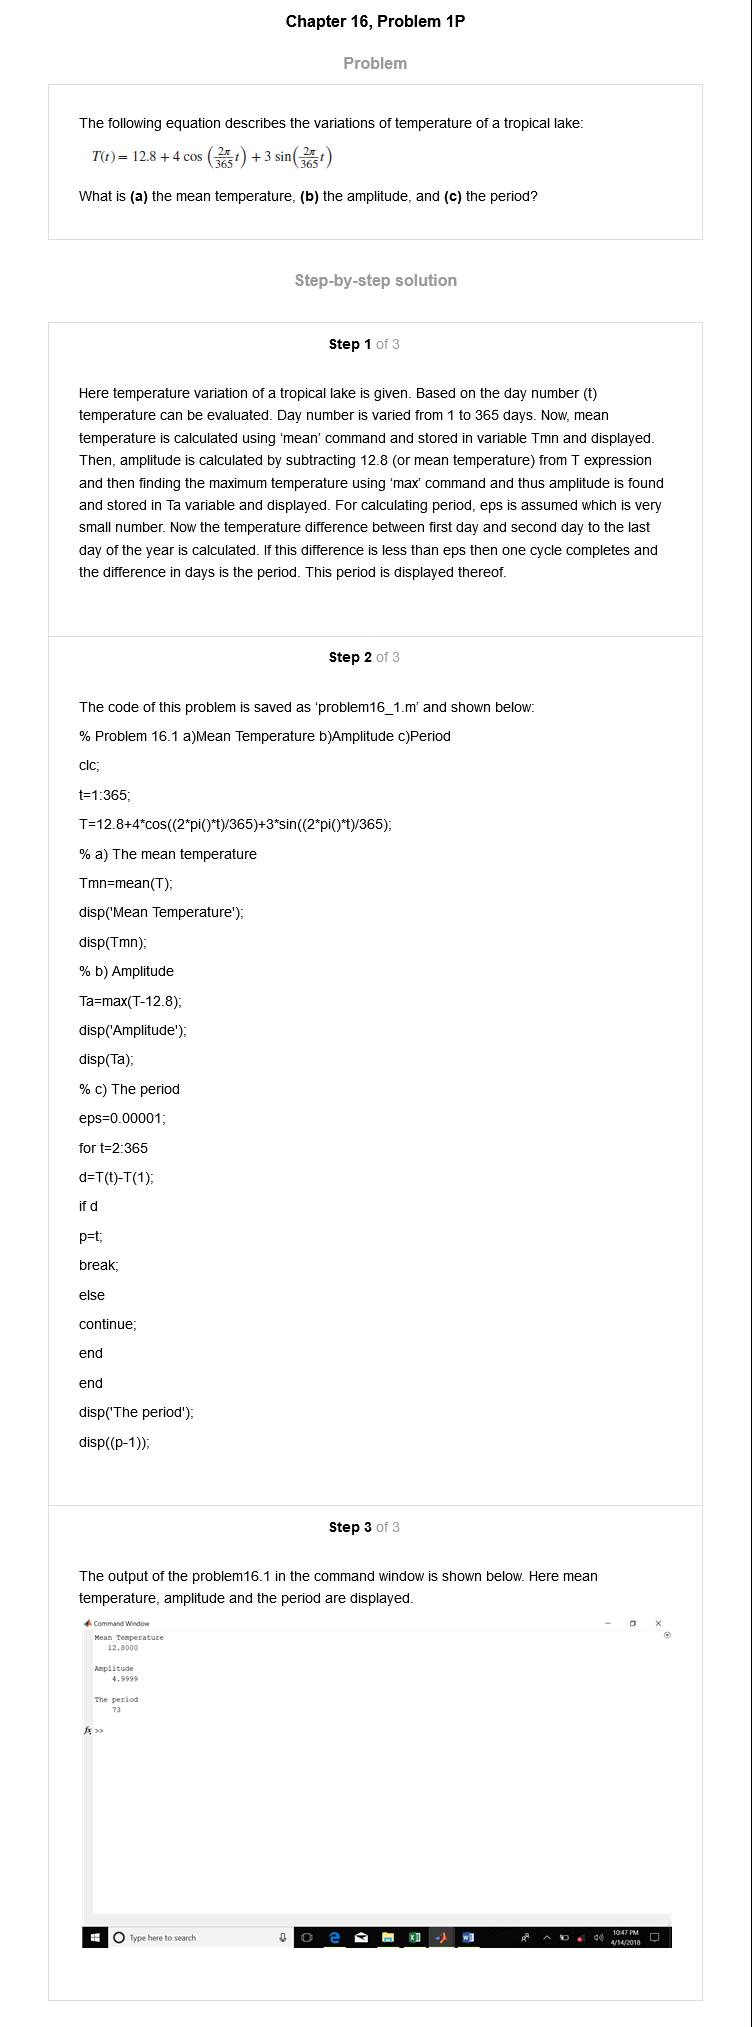 Chapter 16, Problem 1P
Problem
The following equation describes the variations of temperature of a tropical lake:
T(t) = 12.8 + 4 cos (2π/365 t) + 3 sin(2π/365 t)
What is (a) the mean temperature, (b) the amplitude, and (c) the period?
Step-by-step solution
Step 1 of 3
Here temperature variation of a tropical lake is given. Based on the day number (t)
temperature can be evaluated. Day number is varied from 1 to 365 days. Now, mean
temperature is calculated using ‘mean’ command and stored in variable Tmn and displayed.
Then, amplitude is calculated by subtracting 12.8 (or mean temperature) from T expression
and then finding the maximum temperature using ‘max’ command and thus amplitude is found
and stored in Ta variable and displayed. For calculating period, eps is assumed which is very
small number. Now the temperature difference between first day and second day to the last
day of the year is calculated. If this difference is less than eps then one cycle completes and
the difference in days is the period. This period is displayed thereof.
Step 2 of 3
The code of this problem is saved as ‘problem16_1.m’ and shown below:
% Problem 16.1 a)Mean Temperature b)Amplitude c)Period
clc;
t=1:365;
T=12.8+4*cos((2*pi()*t)/365)+3*sin((2*pi()*t)/365);
% a) The mean temperature
Tmn=mean(T);
disp('Mean Temperature');
disp(Tmn);
% b) Amplitude
Ta=max(T-12.8);
disp('Amplitude');
disp(Ta);
% c) The period
eps=0.00001;
for t=2:365
d=T(t)-T(1);
if d
p=t;
break;
else
continue;
end
end
disp('The period');
disp((p-1));
Step 3 of 3
The output of the problem16.1 in the command window is shown below. Here mean
temperature, amplitude and the period are displayed.
Command Window
Mean Temperature
12.8000
Amplitude
4.9999
The period
73
fx >>
Type here to search
10:47 PM
4/14/2018